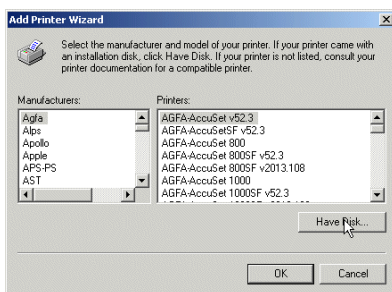 Add Printer Wizard
Select the manufacturer and model of your printer. If your printer came with
an installation disk, click Have Disk. If your printer is not listed, consult your
printer documentation for a compatible printer.
Manufacturers:
Agfa
Alps
Apollo
Apple
APS-PS
AST
Printers:
AGFA-AccuSet v52.3
AGFA-AccuSetSF v52.3
AGFA-AccuSet 800
AGFA-AccuSet 800SF v52.3
AGFA-AccuSet 800SF v2013.108
AGFA-AccuSet 1000
AGFA-AccuSet 1000SF v52.3
Have Disk...
OK
Cancel